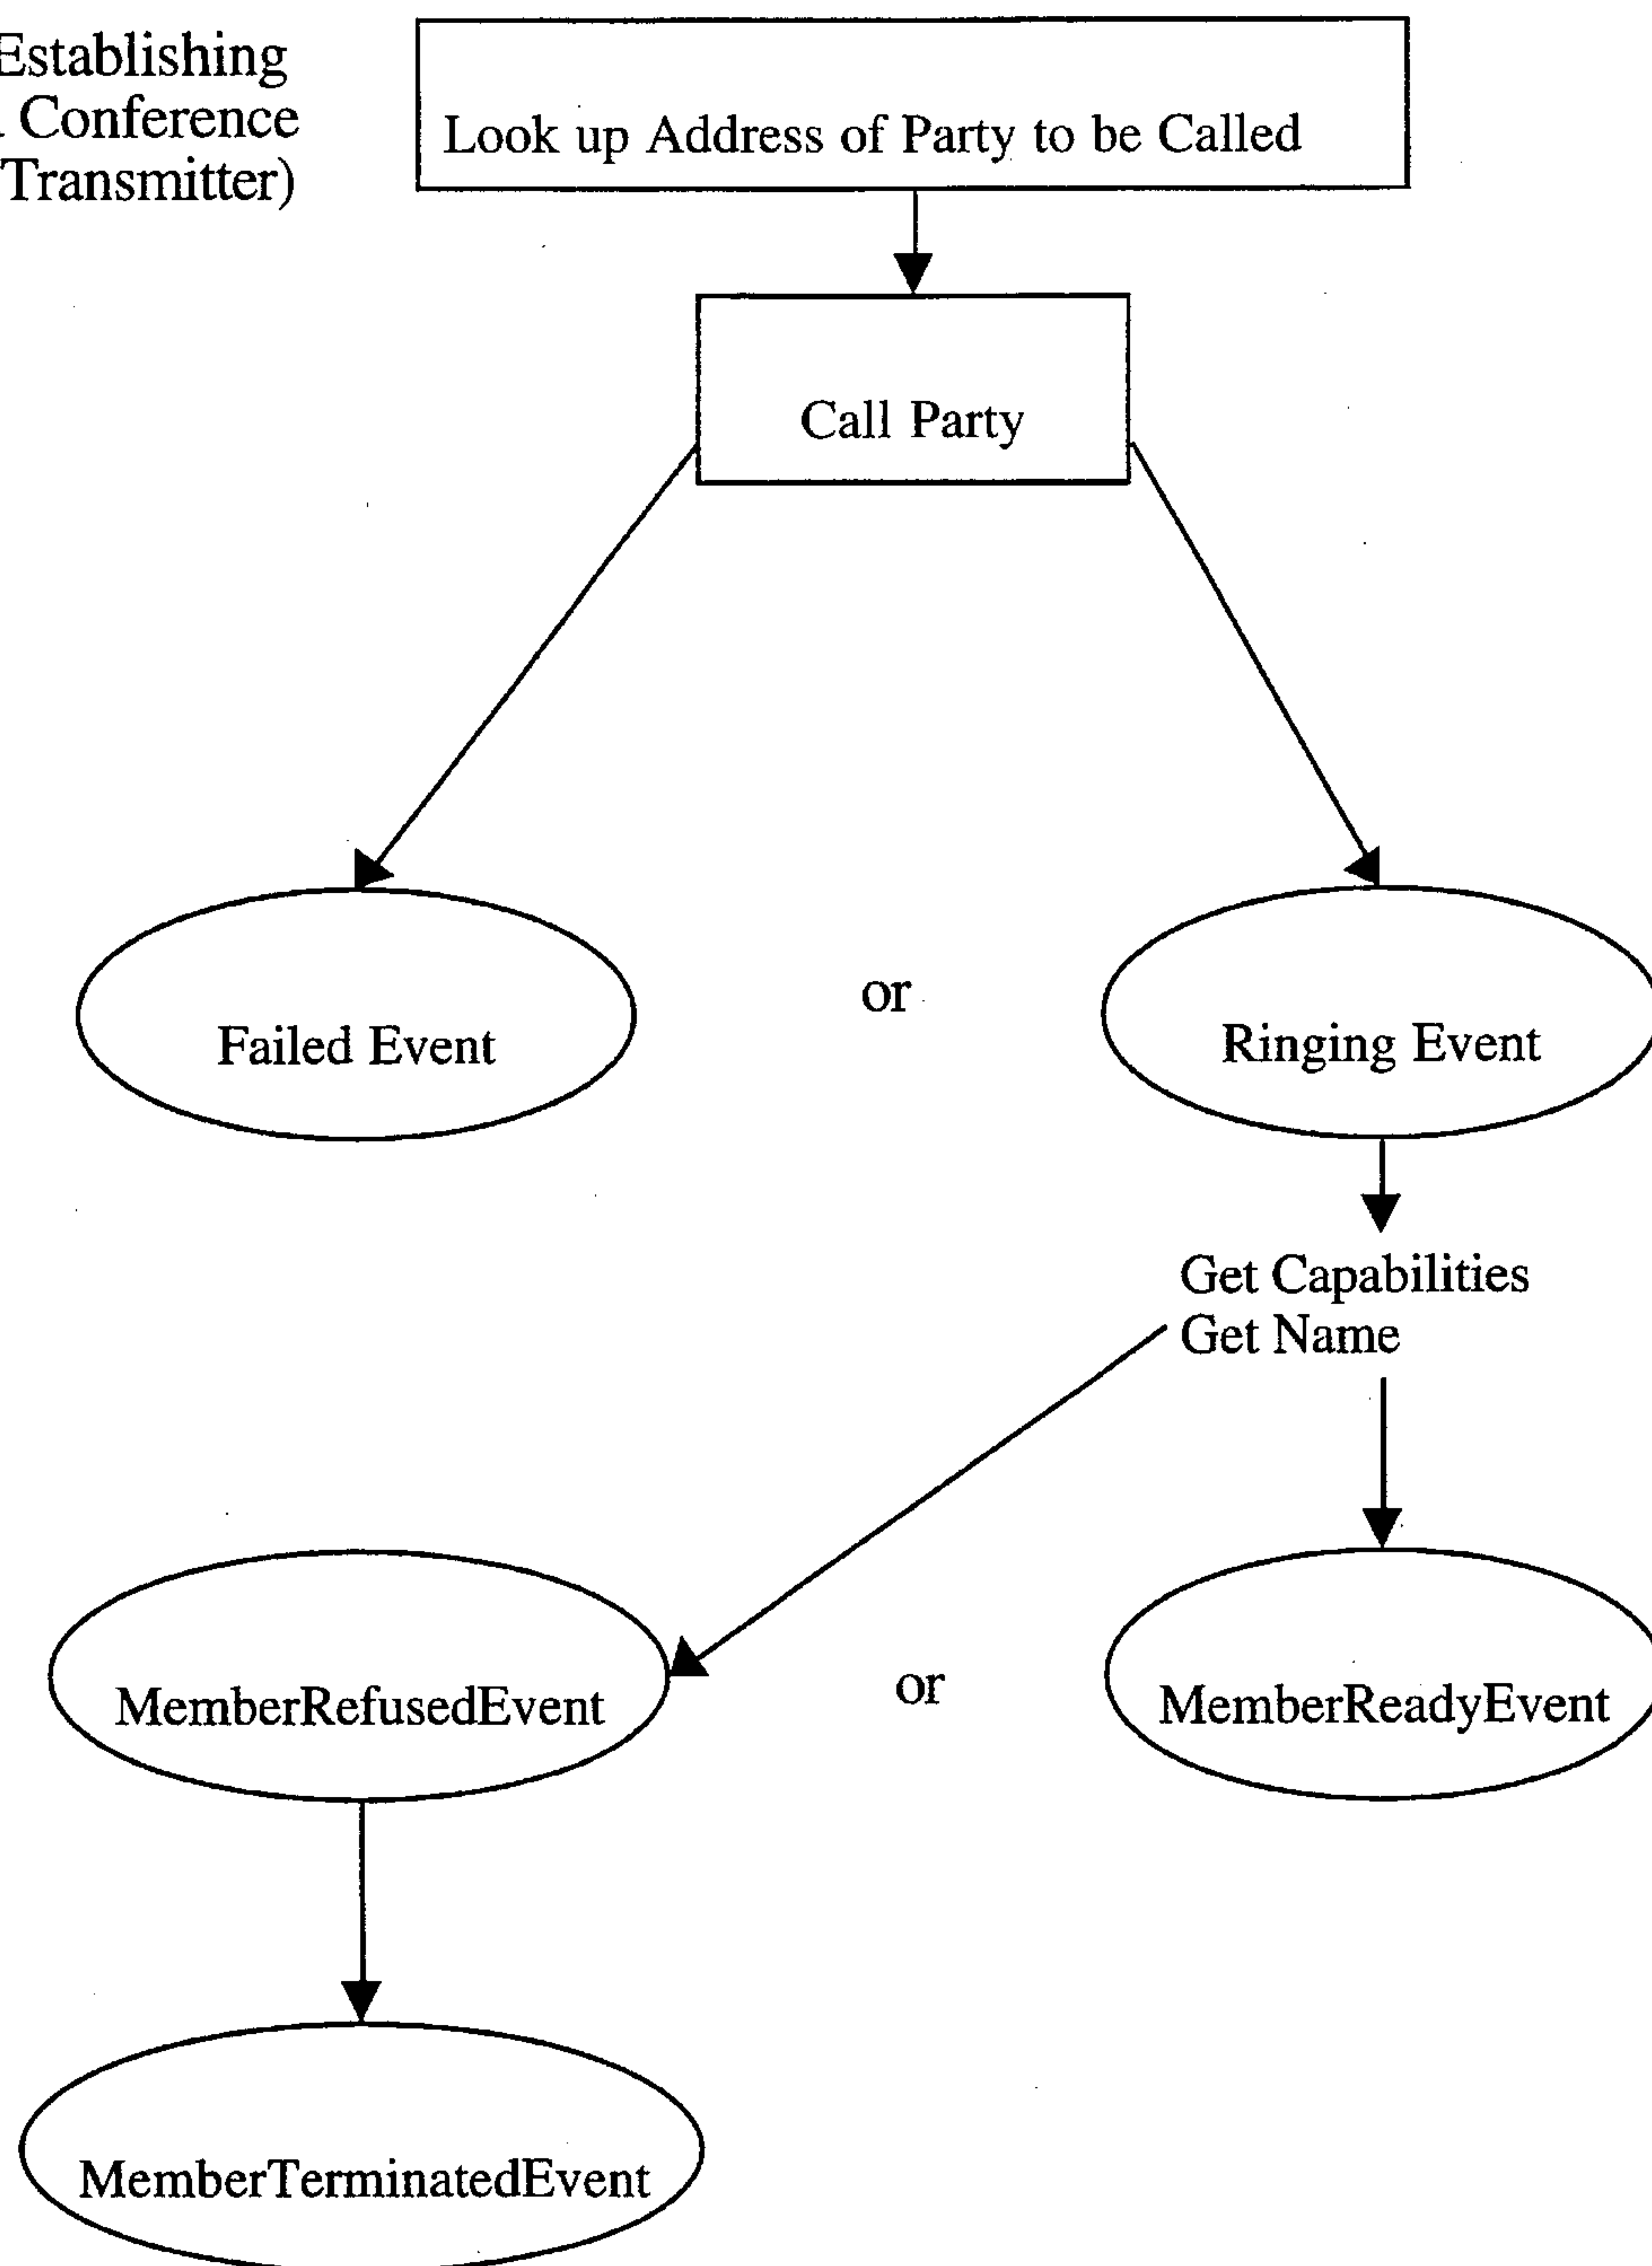 Establishing
Conference
Transmitter)
Look up Address of Party to be Called
Call Party
Failed Event
or
Ringing Event
Get Capabilities
Get Name
MemberRefusedEvent
or
MemberReadyEvent
MemberTerminatedEvent